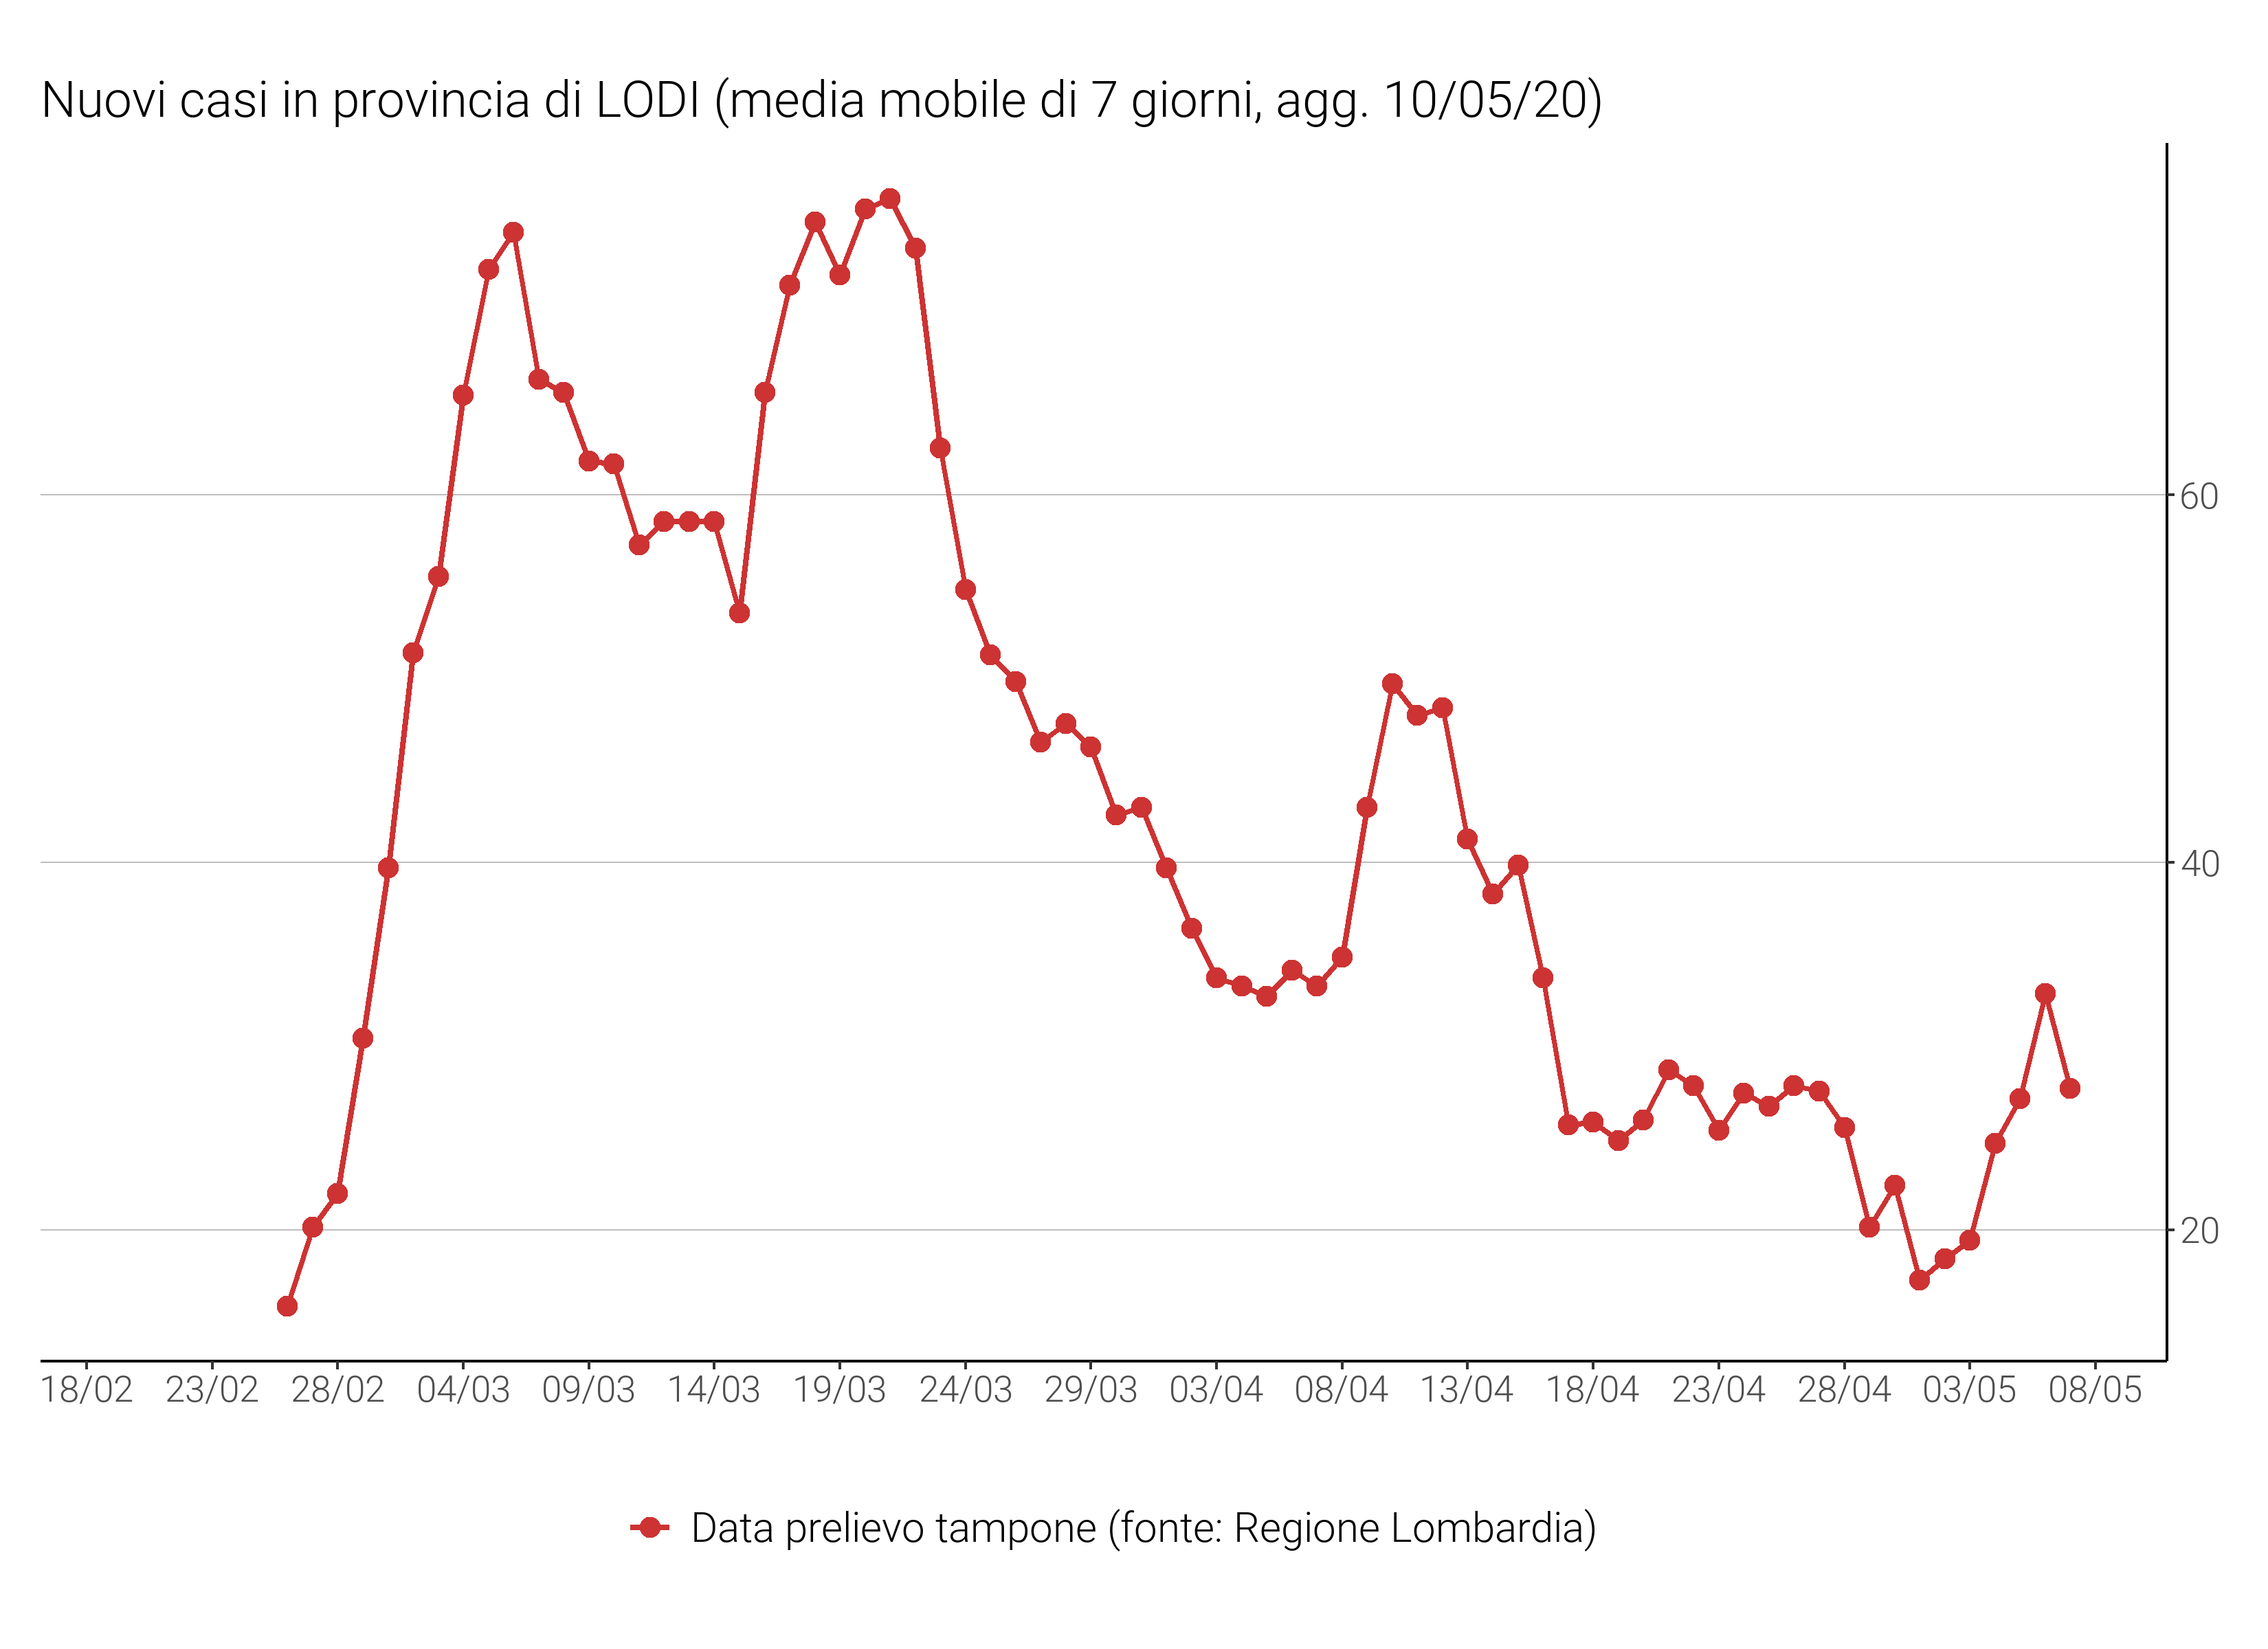 Nuovi casi in provincia di LODI (media mobile di 7 giorni, agg. 10/05/20)
60
40
20
18/02 23/02 28/02 04/03 09/03 14/03 19/03 24/03 29/03 03/04 08/04 13/04 18/04 23/04 28/04 03/05 08/05
Data prelievo tampone (fonte: Regione Lombardia)